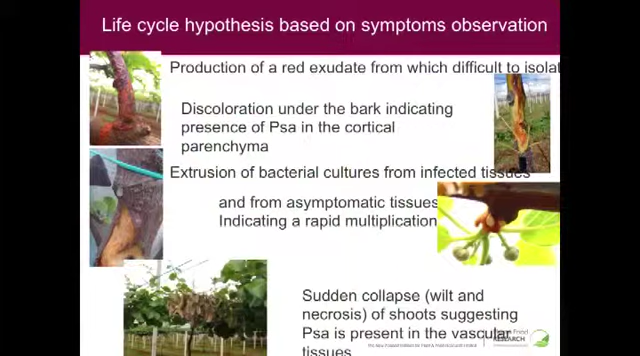 Life cycle hypothesis based on symptoms observation
Production of a red exudate from which difficult to isolat
Discoloration under the bark indicating
presence of Psa in the cortical
parenchyma
Extrusion of bacterial cultures from infected tissues
and from asymptomatic tissues
Indicating a rapid multiplication
Sudden collapse (wilt and
necrosis) of shoots suggesting
Psa is present in the vascular
tissues
RESEARCH